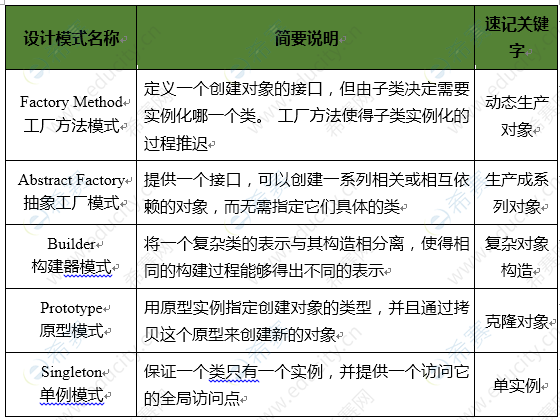 设计模式名称
简要说明
速记关键
字
Factory Method
工厂方法模式
定义一个创建对象的接口，但由子类决定需要
实例化哪一个类。 工厂方法使得子类实例化的
过程推迟
动态生产
对象
Abstract Factory
抽象工厂模式
提供一个接口，可以创建一系列相关或相互依
赖的对象，而无需指定它们具体的类
生产成系
列对象
Builder
构建器模式
将一个复杂类的表示与其构造相分离，使得相
同的构建过程能够得出不同的表示
复杂对象
构造
Prototype
原型模式
用原型实例指定创建对象的类型，并且通过拷
贝这个原型来创建新的对象
克隆对象
Singleton
单例模式
保证一个类只有一个实例，并提供一个访问它
的全局访问点
单实例
希赛网
www.educity.cn